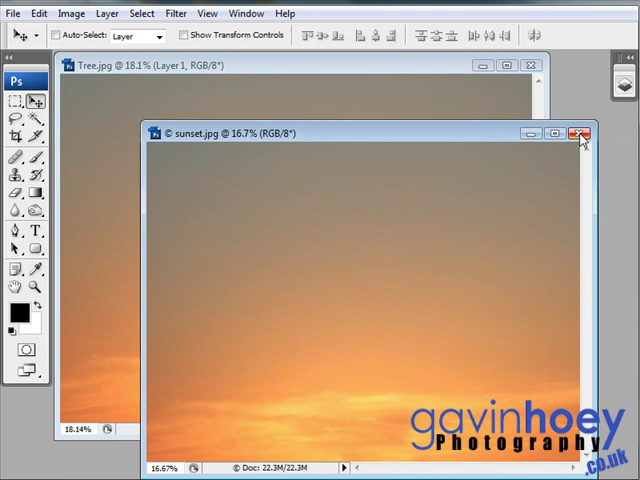 File Edit Image Layer Select Filter View Window Help
Auto-Select: Layer Show Transform Controls
Tree.jpg @ 18.1% (Layer 1, RGB/8*)
Ps
© sunset.jpg @ 16.7% (RGB/8*)
T
18.14%
16.67% © Doc: 22.3M/22.3M
gavinhoey
Photography
.co.uk